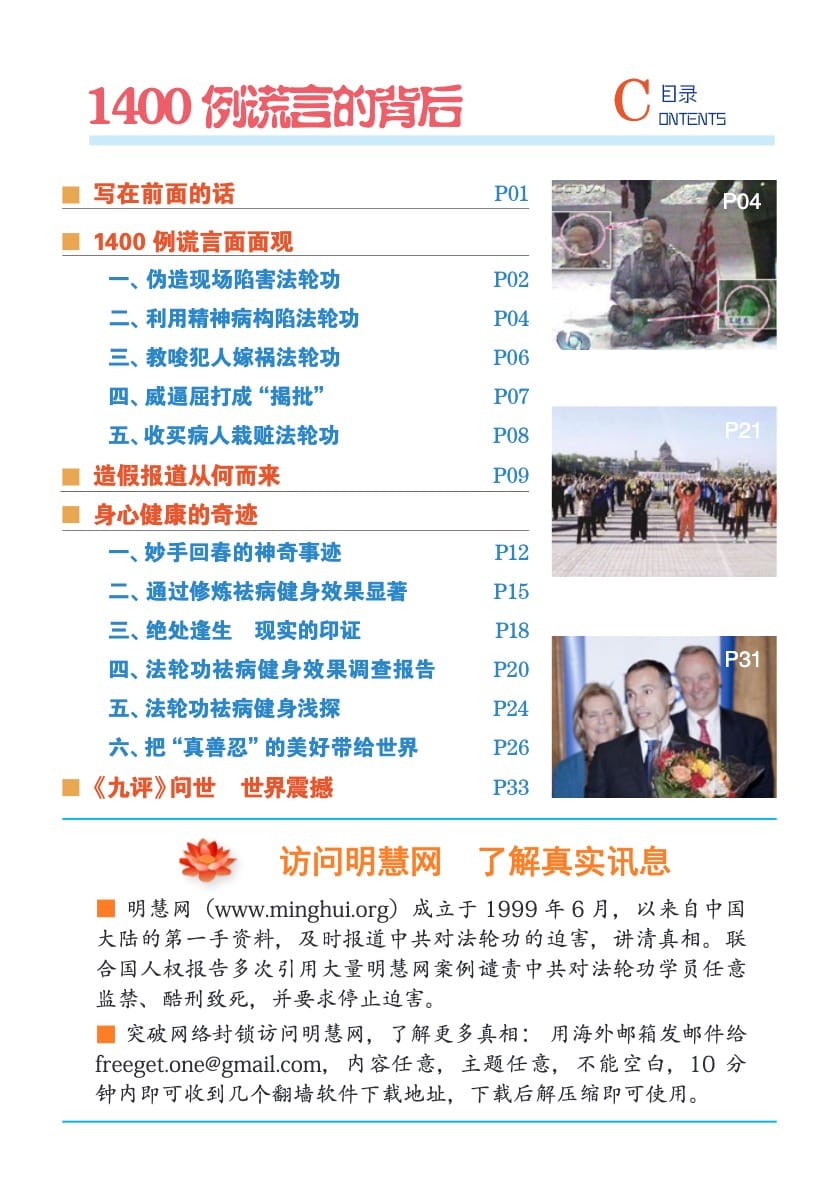 1400 例谎言的背后
C 目录
ONTENTS
写在前面的话 P01
1400 例谎言面面观
一、伪造现场陷害法轮功 P02
二、利用精神病构陷法轮功 P04
三、教唆犯人嫁祸法轮功 P06
四、威逼屈打成“揭批” P07
五、收买病人栽赃法轮功 P08
造假报道从何而来 P09
身心健康的奇迹
一、妙手回春的神奇事迹 P12
二、通过修炼祛病健身效果显著 P15
三、绝处逢生 现实的印证 P18
四、法轮功祛病健身效果调查报告 P20
五、法轮功祛病健身浅探 P24
六、把“真善忍”的美好带给世界 P26
《九评》问世 世界震撼 P33
P04
P21
P31
访问明慧网 了解真实讯息
明慧网（www.minghui.org）成立于 1999 年 6 月，以来自中国
大陆的第一手资料，及时报道中共对法轮功的迫害，讲清真相。联
合国人权报告多次引用大量明慧网案例谴责中共对法轮功学员任意
监禁、酷刑致死，并要求停止迫害。
突破网络封锁访问明慧网，了解更多真相： 用海外邮箱发邮件给
freeget.one@gmail.com，内容任意，主题任意，不能空白，10 分
钟内即可收到几个翻墙软件下载地址，下载后解压缩即可使用。